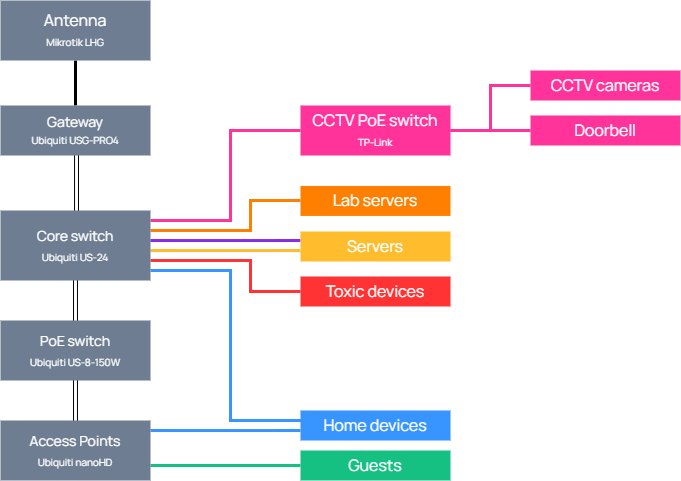 Antenna
Mikrotik LHG
Gateway
Ubiquiti USG-PRO4
Core switch
Ubiquiti US-24
PoE switch
Ubiquiti US-8-150W
Access Points
Ubiquiti nanoHD
CCTV PoE switch
TP-Link
CCTV cameras
Doorbell
Lab servers
Servers
Toxic devices
Home devices
Guests